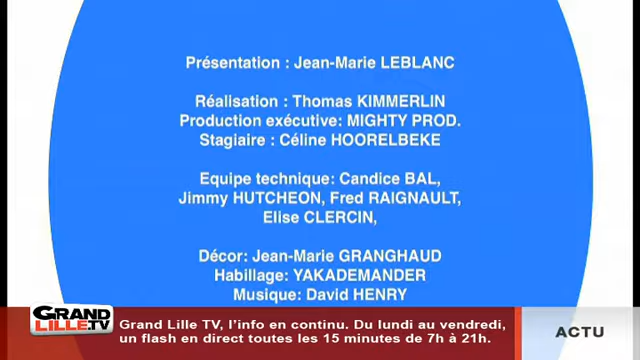 Présentation : Jean-Marie LEBLANC
Réalisation : Thomas KIMMERLIN
Production exécutive: MIGHTY PROD.
Stagiaire : Céline HOORELBEKE
Equipe technique: Candice BAL,
Jimmy HUTCHEON, Fred RAIGNAULT,
Elise CLERCIN,
Décor: Jean-Marie GRANGHAUD
Habillage: YAKADEMANDER
Musique: David HENRY
GRAND
LILLE TV
Grand Lille TV, l'info en continu. Du lundi au vendredi,
un flash en direct toutes les 15 minutes de 7h à 21h.
ACTU